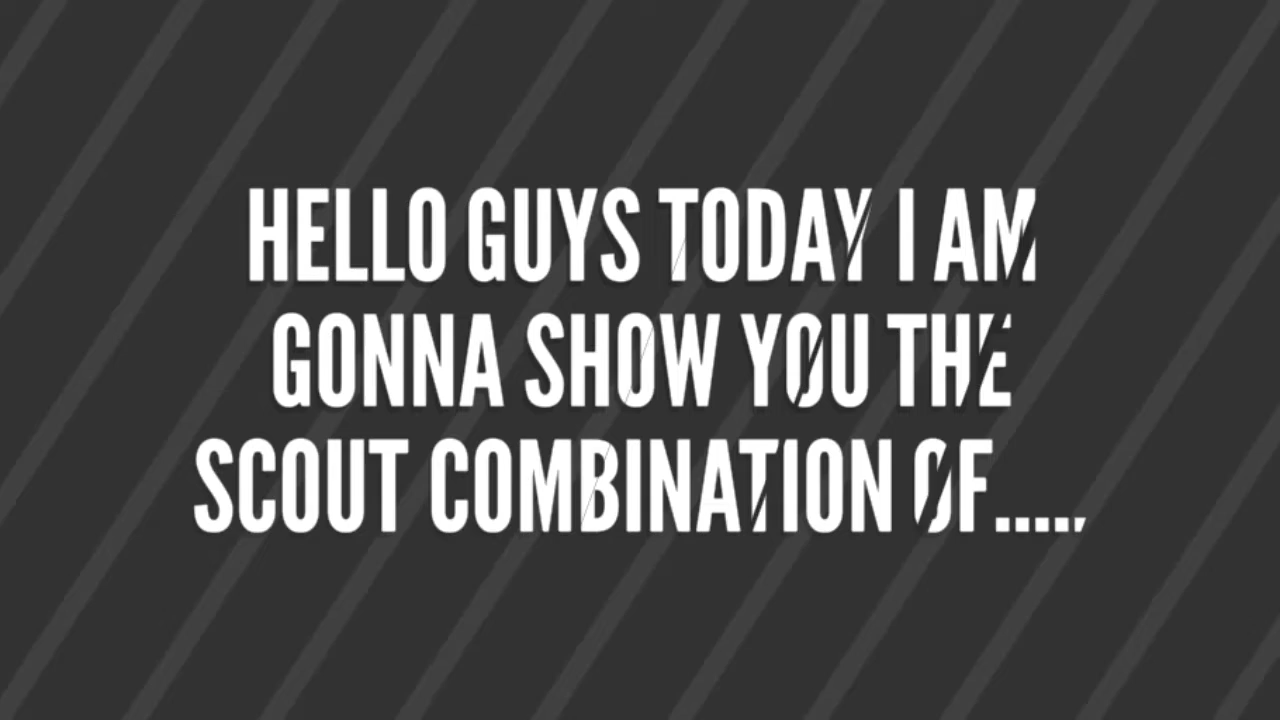 HELLO GUYS TODAY I AM
GONNA SHOW YOU THE
SCOUT COMBINATION OF.....